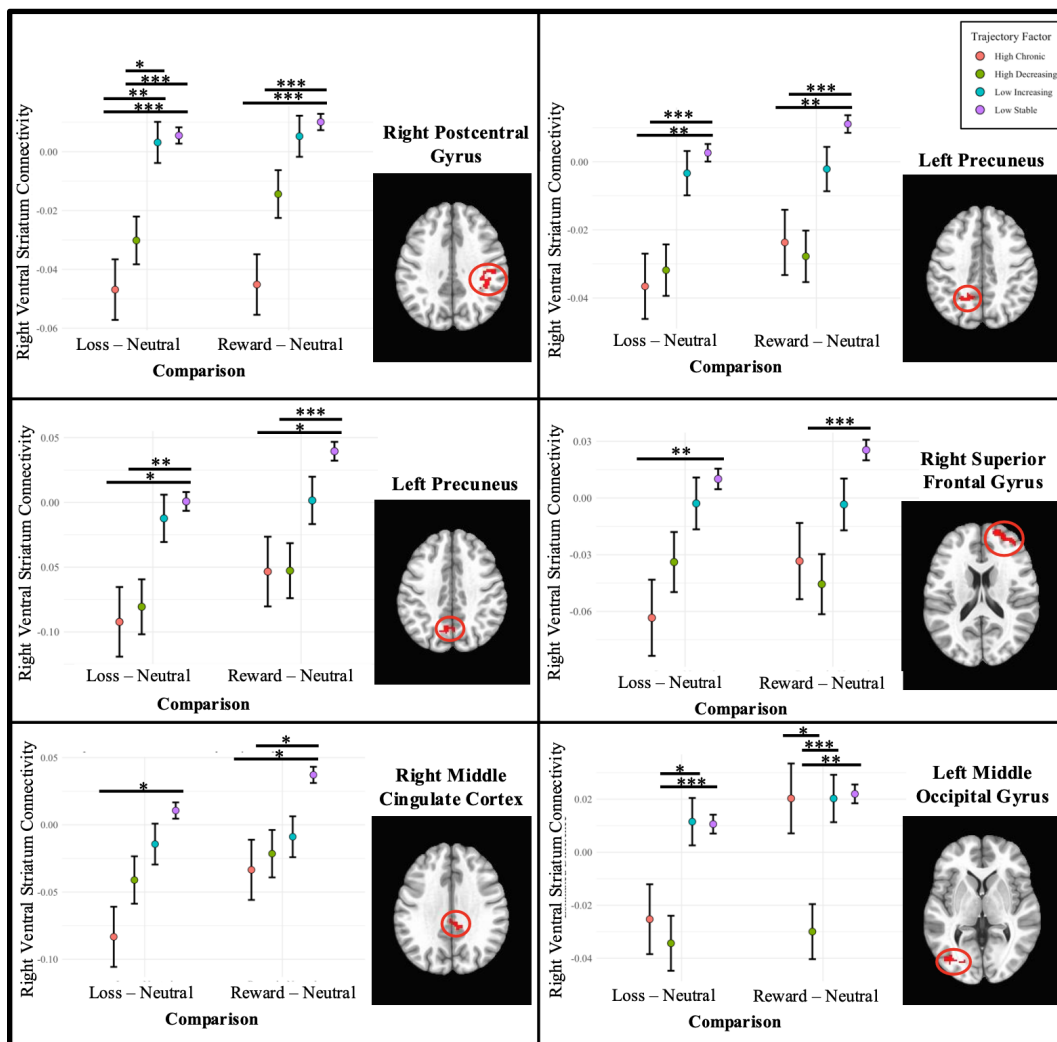 Right Ventral Striatum Connectivity
0.00
-0.02
-0.04
-0.06
*
***
**
***
***
***
Loss – Neutral
Reward – Neutral
Comparison
Right Postcentral
Gyrus
Right Ventral Striatum Connectivity
0.00
-0.02
-0.04
***
**
***
**
Loss – Neutral
Reward – Neutral
Comparison
Trajectory Factor
High Chronic
High Decreasing
Low Increasing
Low Stable
Left Precuneus
Right Ventral Striatum Connectivity
0.05
0.00
0.05
-0.10
**
*
***
*
Loss – Neutral
Reward – Neutral
Comparison
Left Precuneus
Right Ventral Striatum Connectivity
0.03
0.00
-0.03
-0.06
**
***
Loss – Neutral
Reward – Neutral
Comparison
Right Superior
Frontal Gyrus
Right Ventral Striatum Connectivity
0.05
0.00
-0.05
-0.10
*
*
*
Loss – Neutral
Reward – Neutral
Comparison
Right Middle
Cingulate Cortex
Right Ventral Striatum Connectivity
0.02
0.00
-0.02
-0.04
*
***
*
***
**
Loss – Neutral
Reward – Neutral
Comparison
Left Middle
Occipital Gyrus